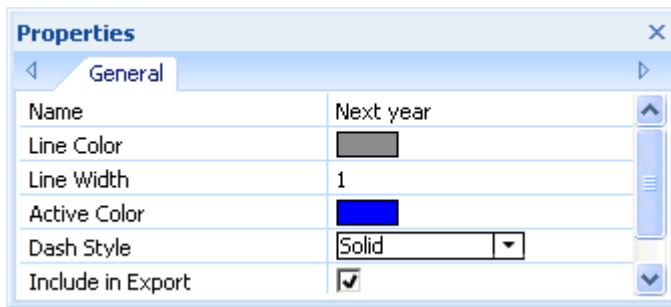 Properties
General
Name Next year
Line Color
Line Width 1
Active Color
Dash Style Solid
Include in Export